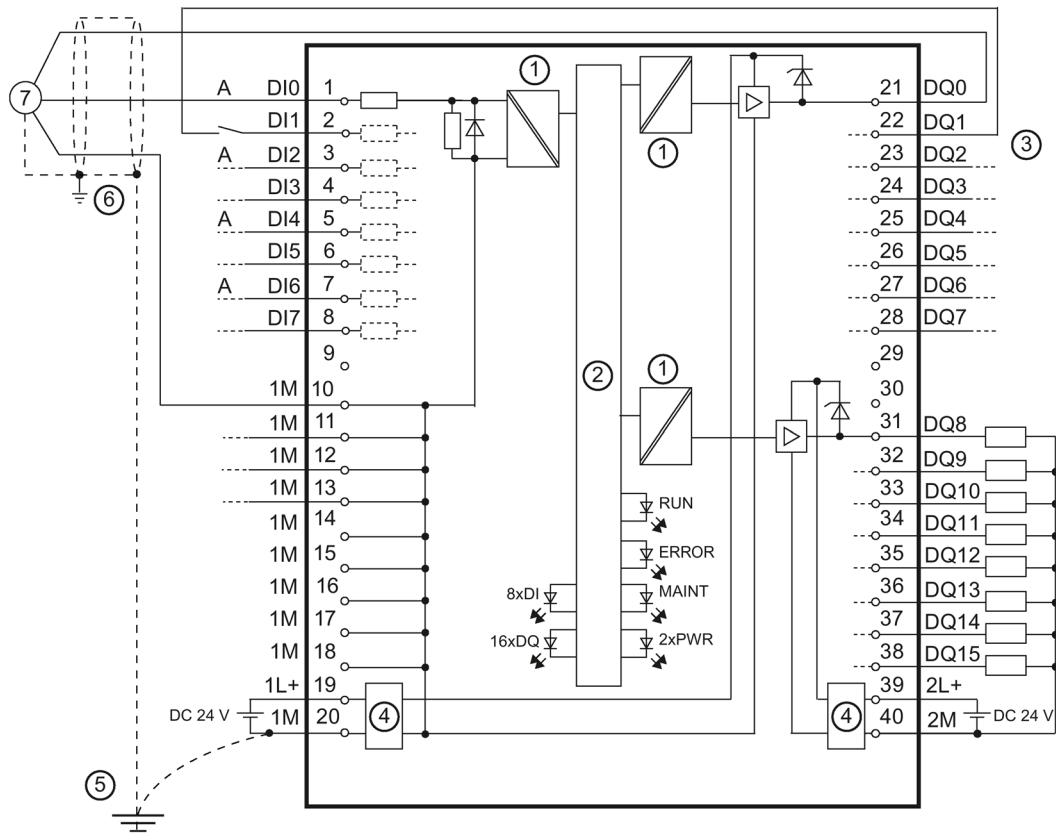 7
A DI0 1
DI1 2
A DI2 3
DI3 4
A DI4 5
DI5 6
A DI6 7
DI7 8
9
1M 10
1M 11
1M 12
1M 13
1M 14
1M 15
1M 16
1M 17
1M 18
1L+ 19
DC 24 V
1M 20
6
5
4
1
2
1
1
RUN
ERROR
MAINT
2xPWR
8xDI
16xDQ
21 DQ0
22 DQ1
23 DQ2
24 DQ3
25 DQ4
26 DQ5
27 DQ6
28 DQ7
29
30
31 DQ8
32 DQ9
33 DQ10
34 DQ11
35 DQ12
36 DQ13
37 DQ14
38 DQ15
39 2L+
4
40 2M
DC 24 V
3